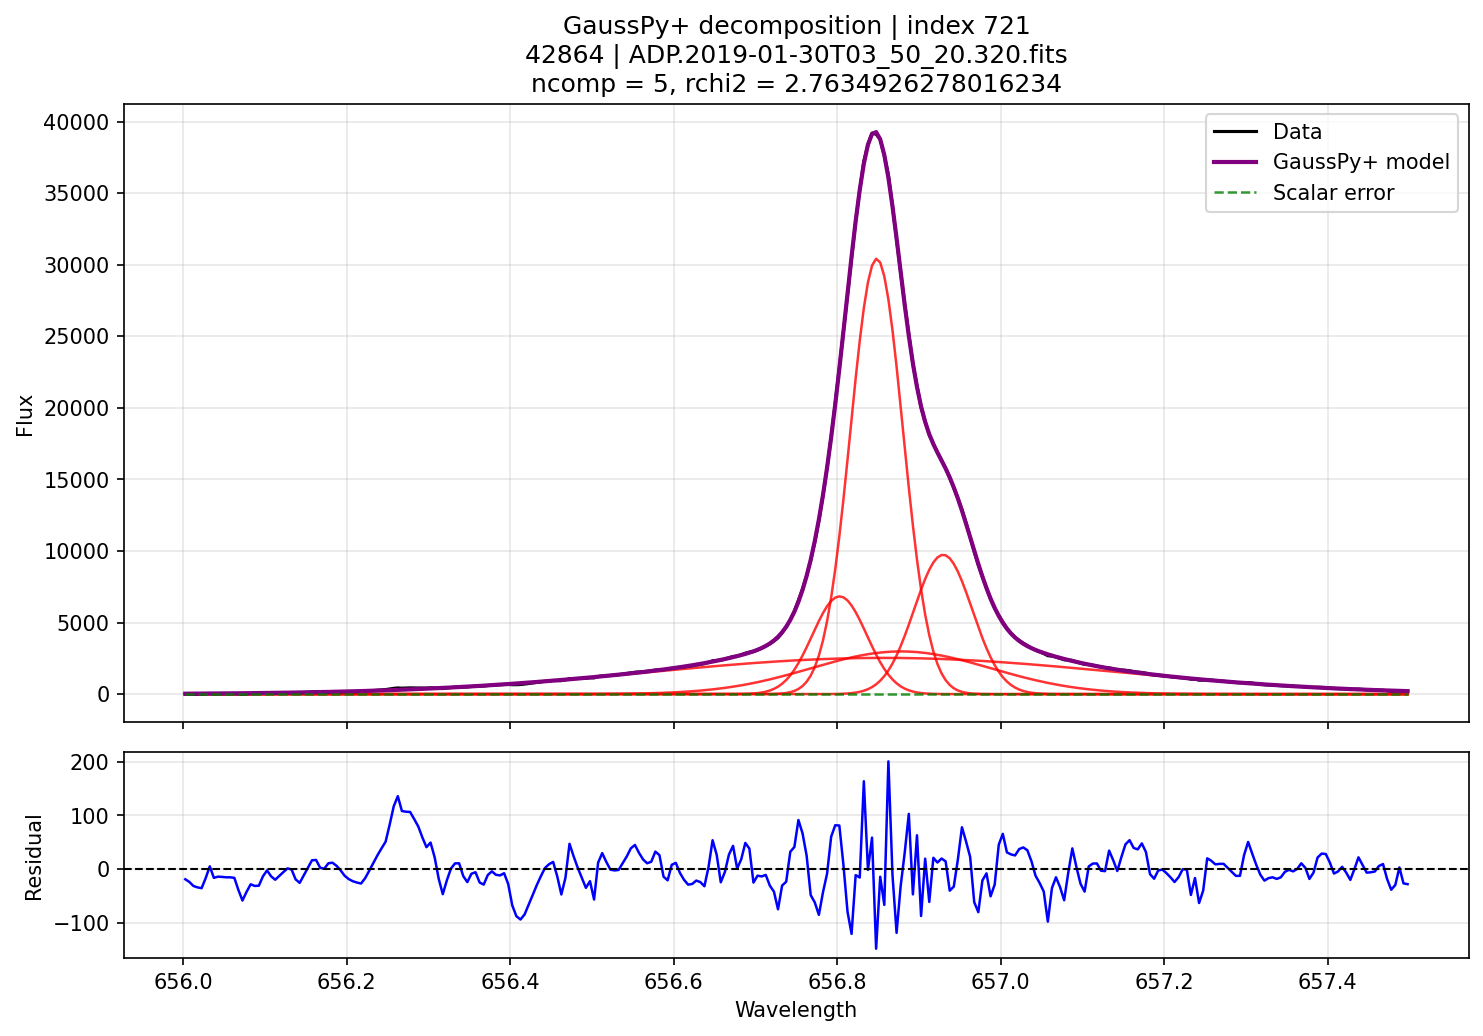 GaussPy+ decomposition | index 721
42864 | ADP.2019-01-30T03_50_20.320.fits
ncomp = 5, rchi2 = 2.7634926278016234
40000
35000
30000
25000
20000
15000
10000
5000
0
Flux
Data
GaussPy+ model
Scalar error
200
100
0
−100
Residual
656.0
656.2
656.4
656.6
656.8
657.0
657.2
657.4
Wavelength